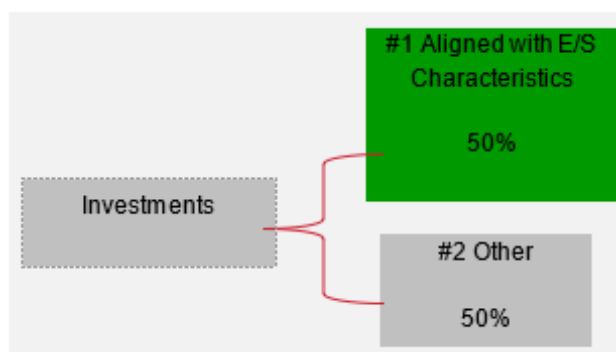 #1 Aligned with E/S
Characteristics
50%
Investments
#2 Other
50%